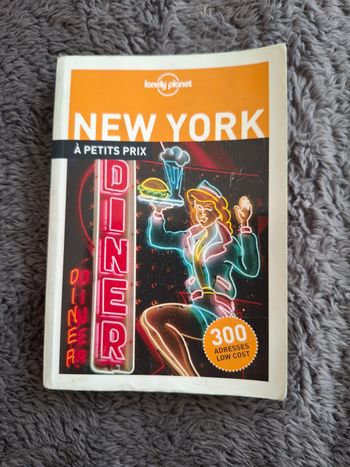 lonely planet
NEW YORK
À PETITS PRIX
DINER
DINER
300
ADRESSES
LOW COST